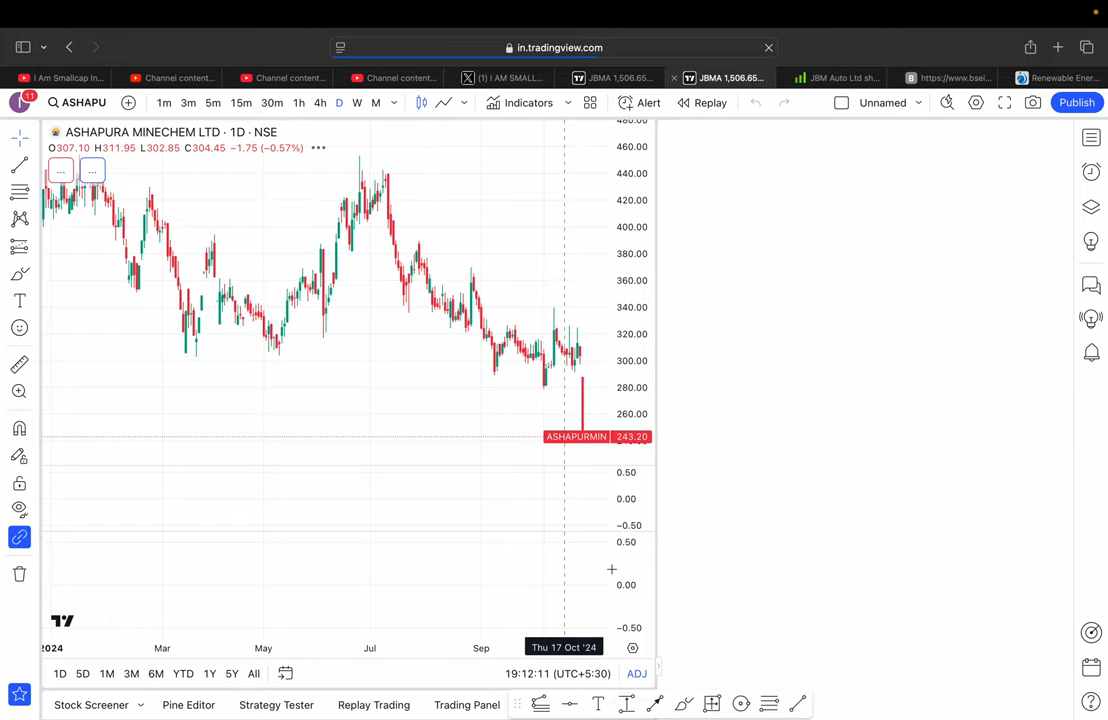 in.tradingview.com
I Am Smallcap In...
Channel content...
Channel content...
Channel content...
(1) I AM SMALL...
JBMA 1,506.65...
JBMA 1,506.65...
JBM Auto Ltd sh...
https://www.bsei...
Renewable Ener...
I
11
ASHAPU
1m 3m 5m 15m 30m 1h 4h D W M
Indicators
Alert
Replay
Unnamed
Publish
ASHAPURA MINECHEM LTD · 1D · NSE
O307.10 H311.95 L302.85 C304.45 −1.75 (−0.57%)
...
...
480.00
460.00
440.00
420.00
400.00
380.00
360.00
340.00
320.00
300.00
280.00
260.00
ASHAPURMIN 243.20
0.50
0.00
−0.50
0.50
0.00
−0.50
2024 Mar May Jul Sep Thu 17 Oct '24
1D 5D 1M 3M 6M YTD 1Y 5Y All
19:12:11 (UTC+5:30)
ADJ
Stock Screener
Pine Editor
Strategy Tester
Replay Trading
Trading Panel